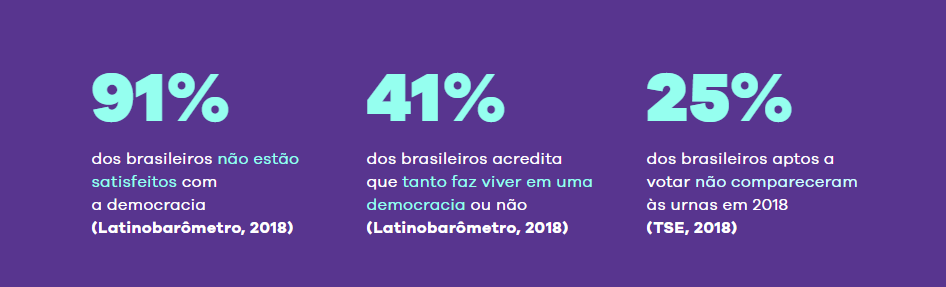 91%
dos brasileiros não estão
satisfeitos com
a democracia
(Latinobarômetro, 2018)
41%
dos brasileiros acredita
que tanto faz viver em uma
democracia ou não
(Latinobarômetro, 2018)
25%
dos brasileiros aptos a
votar não compareceram
às urnas em 2018
(TSE, 2018)